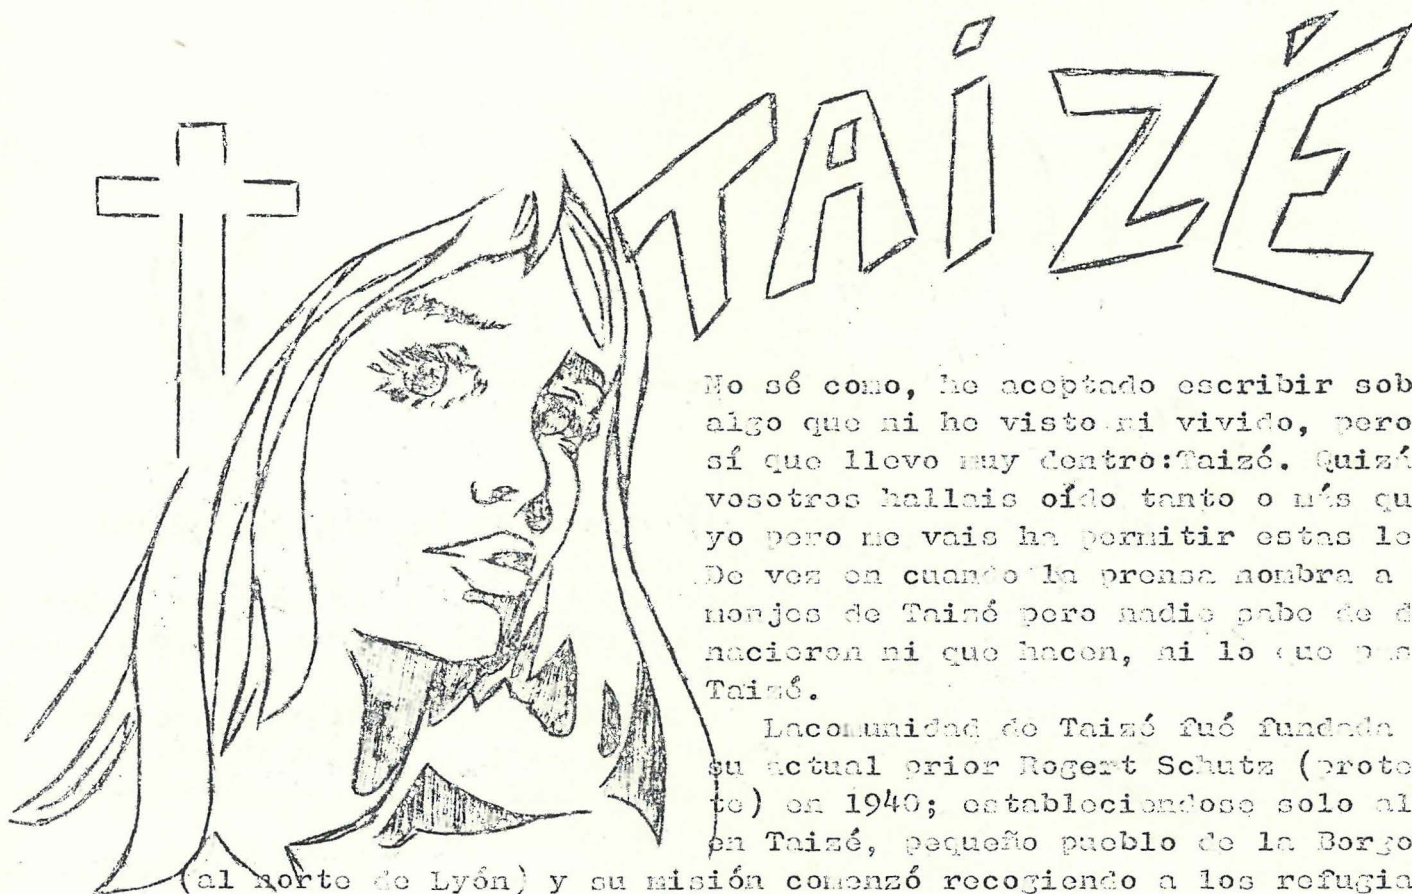 TAIZÉ
No sé como, he aceptado escribir sob
algo que ni he visto ni vivido, pero
sí que llevo muy dentro:Taizé. Quizá
vosotros hallais oído tanto o más qu
yo pero me vais ha permitir estas le
De vez en cuando la prensa nombra a
monjes de Taizé pero nadie sabe de d
nacieron ni que hacen, ni lo que pas
Taizé.
Lacomunidad de Taizé fué fundada
su actual prior Rogert Schutz (prote
te) en 1940; estableciendose solo al
en Taizé, pequeño pueblo de la Borgo
(al norte de Lyón) y su misión comenzó recogiendo a los refugia